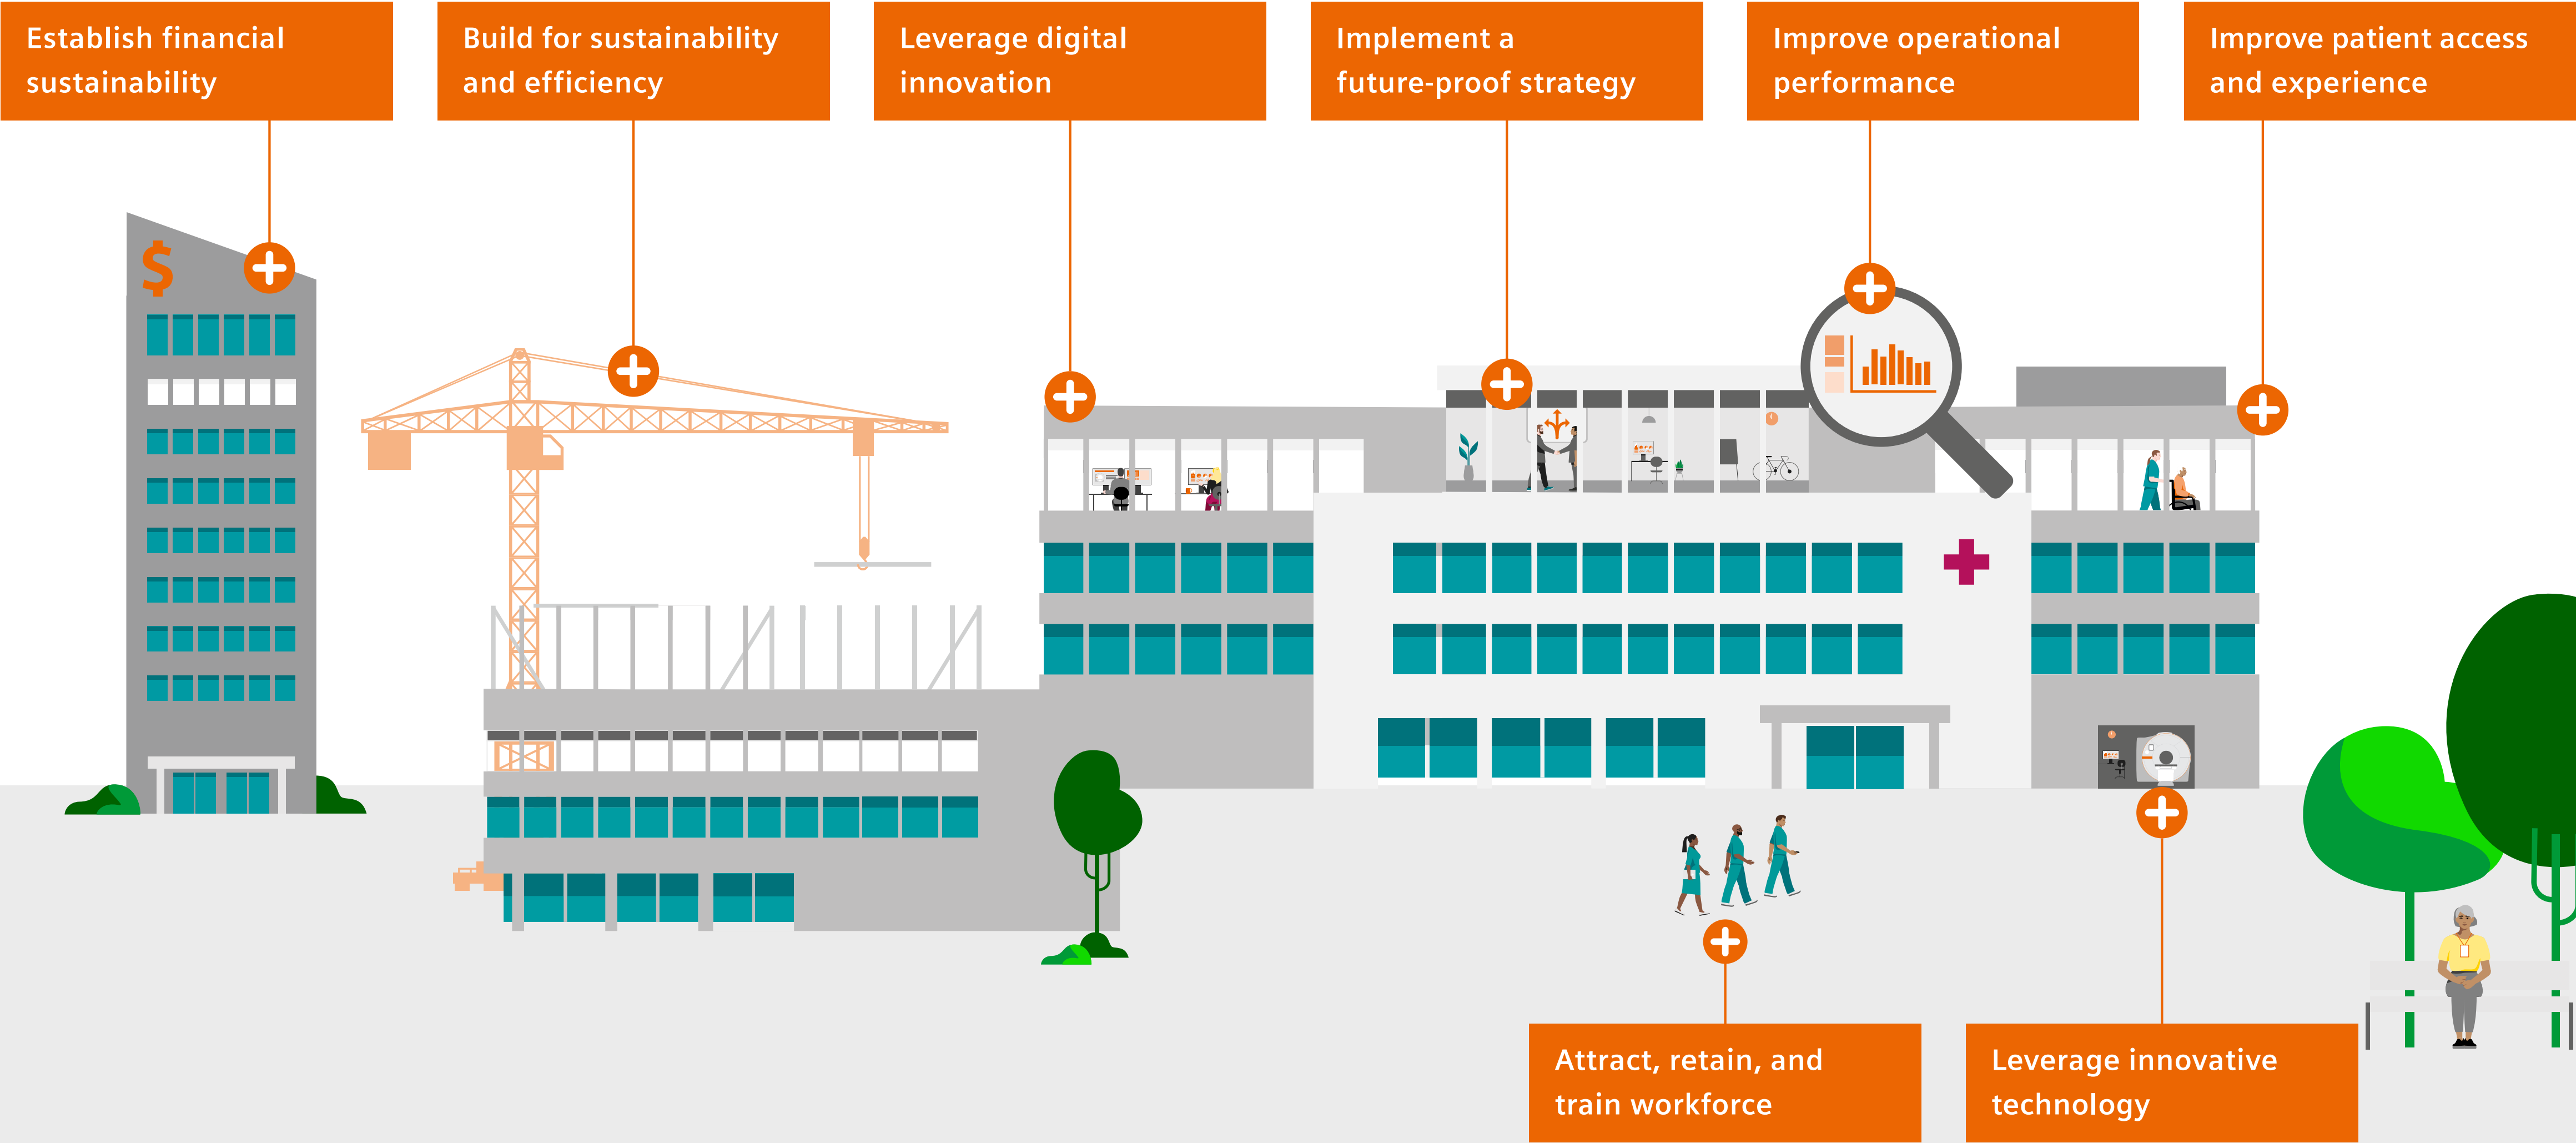 Establish financial
sustainability
Build for sustainability
and efficiency
Leverage digital
innovation
Implement a
future-proof strategy
Improve operational
performance
Improve patient access
and experience
$
Attract, retain, and
train workforce
Leverage innovative
technology